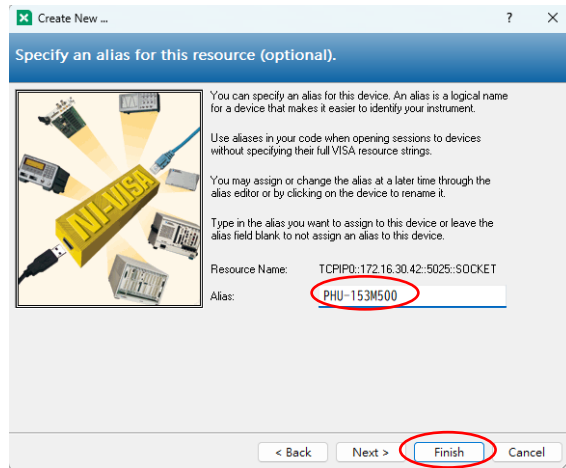 Create New ...
?
Specify an alias for this resource (optional).
NI-VISA
You can specify an alias for this device. An alias is a logical name
for a device that makes it easier to identify your instrument.
Use aliases in your code when opening sessions to devices
without specifying their full VISA resource strings.
You may assign or change the alias at a later time through the
alias editor or by clicking on the device to rename it.
Type in the alias you want to assign to this device or leave the
alias field blank to not assign an alias to this device.
Resource Name: TCPIP0::172.16.30.42::5025::SOCKET
Alias: PHU-153M500
< Back Next > Finish Cancel